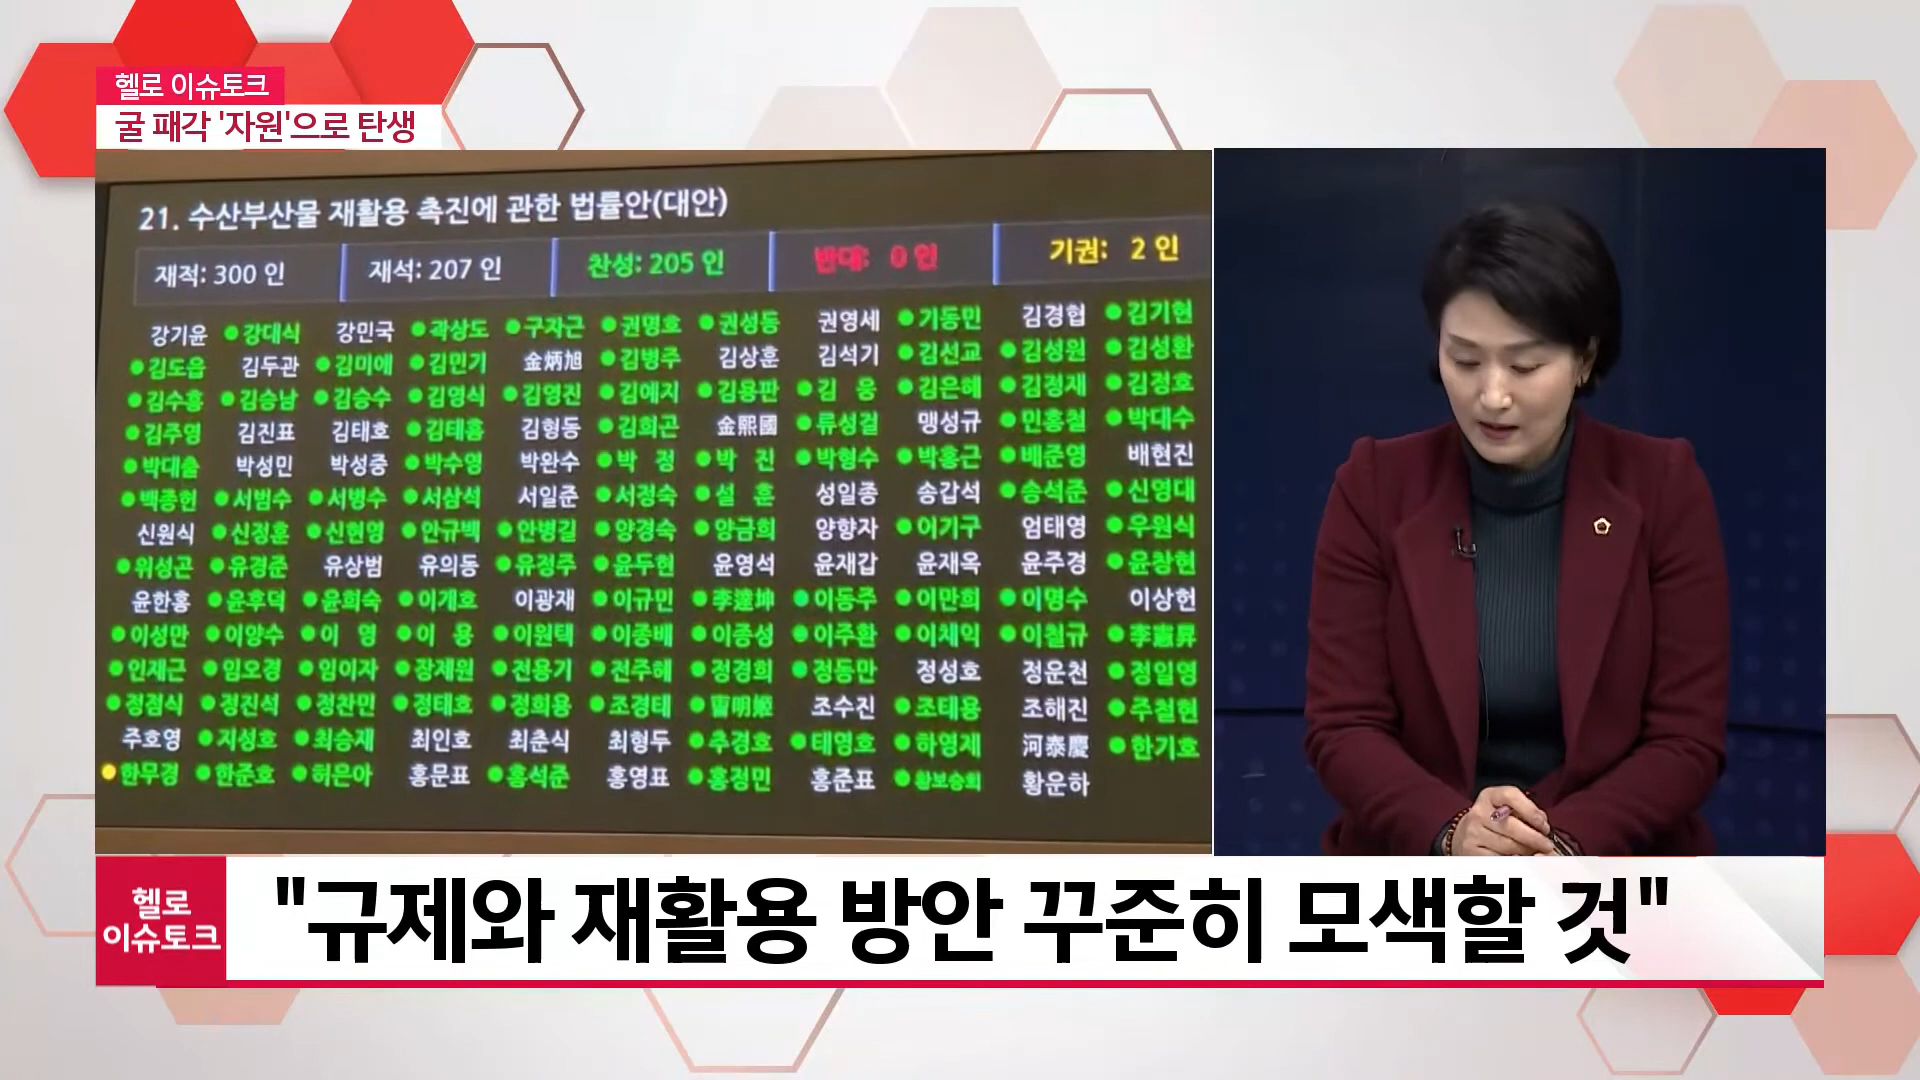 헬로 이슈토크
굴 패각 '자원'으로 탄생
21. 수산부산물 재활용 촉진에 관한 법률안(대안)
재적: 300 인 재석: 207 인 찬성: 205 인 반대: 0 인 기권: 2 인
강기윤 강대식 강민국 곽상도 구자근 권명호 권성동 권영세 기동민 김경협 김기현
김도읍 김두관 김미애 김민기 金炳旭 김병주 김상훈 김석기 김선교 김성원 김성환
김수흥 김승남 김승수 김영식 김영진 김예지 김용판 김 웅 김은혜 김정재 김정호
김주영 김진표 김태호 김태흠 김형동 김희곤 金熙國 류성걸 맹성규 민홍철 박대수
박대출 박성민 박성중 박수영 박완수 박 정 박 진 박형수 박홍근 배준영 배현진
백종헌 서범수 서병수 서삼석 서일준 서정숙 설 훈 성일종 송갑석 송석준 신영대
신원식 신정훈 신현영 안규백 안병길 양경숙 양금희 양향자 이기구 엄태영 우원식
위성곤 유경준 유상범 유의동 유정주 윤두현 윤영석 윤재갑 윤재옥 윤주경 윤창현
윤한홍 윤후덕 윤희숙 이개호 이광재 이규민 李達坤 이동주 이만희 이명수 이상헌
이성만 이양수 이 영 이 용 이원택 이종배 이종성 이주환 이채익 이철규 李憲昇
인재근 임오경 임이자 장제원 전용기 전주혜 정경희 정동만 정성호 정운천 정일영
정점식 정진석 정찬민 정태호 정희용 조경태 曺明姬 조수진 조태용 조해진 주철현
주호영 지성호 최승재 최인호 최춘식 최형두 추경호 태영호 하영제 河泰慶 한기호
한무경 한준호 허은아 홍문표 홍석준 홍영표 홍정민 홍준표 황보승희 황운하
헬로
이슈토크
"규제와 재활용 방안 꾸준히 모색할 것"